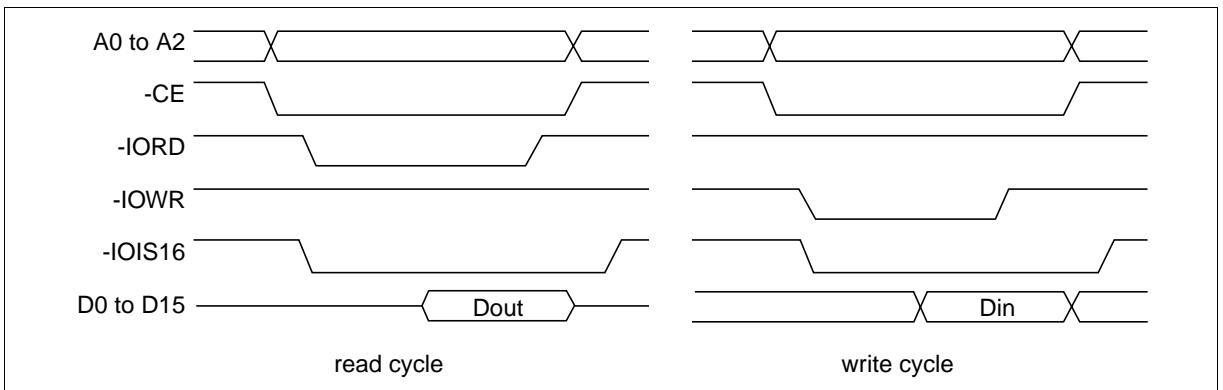 A0 to A2
-CE
-IORD
-IOWR
-IOIS16
D0 to D15 Dout Din
read cycle write cycle